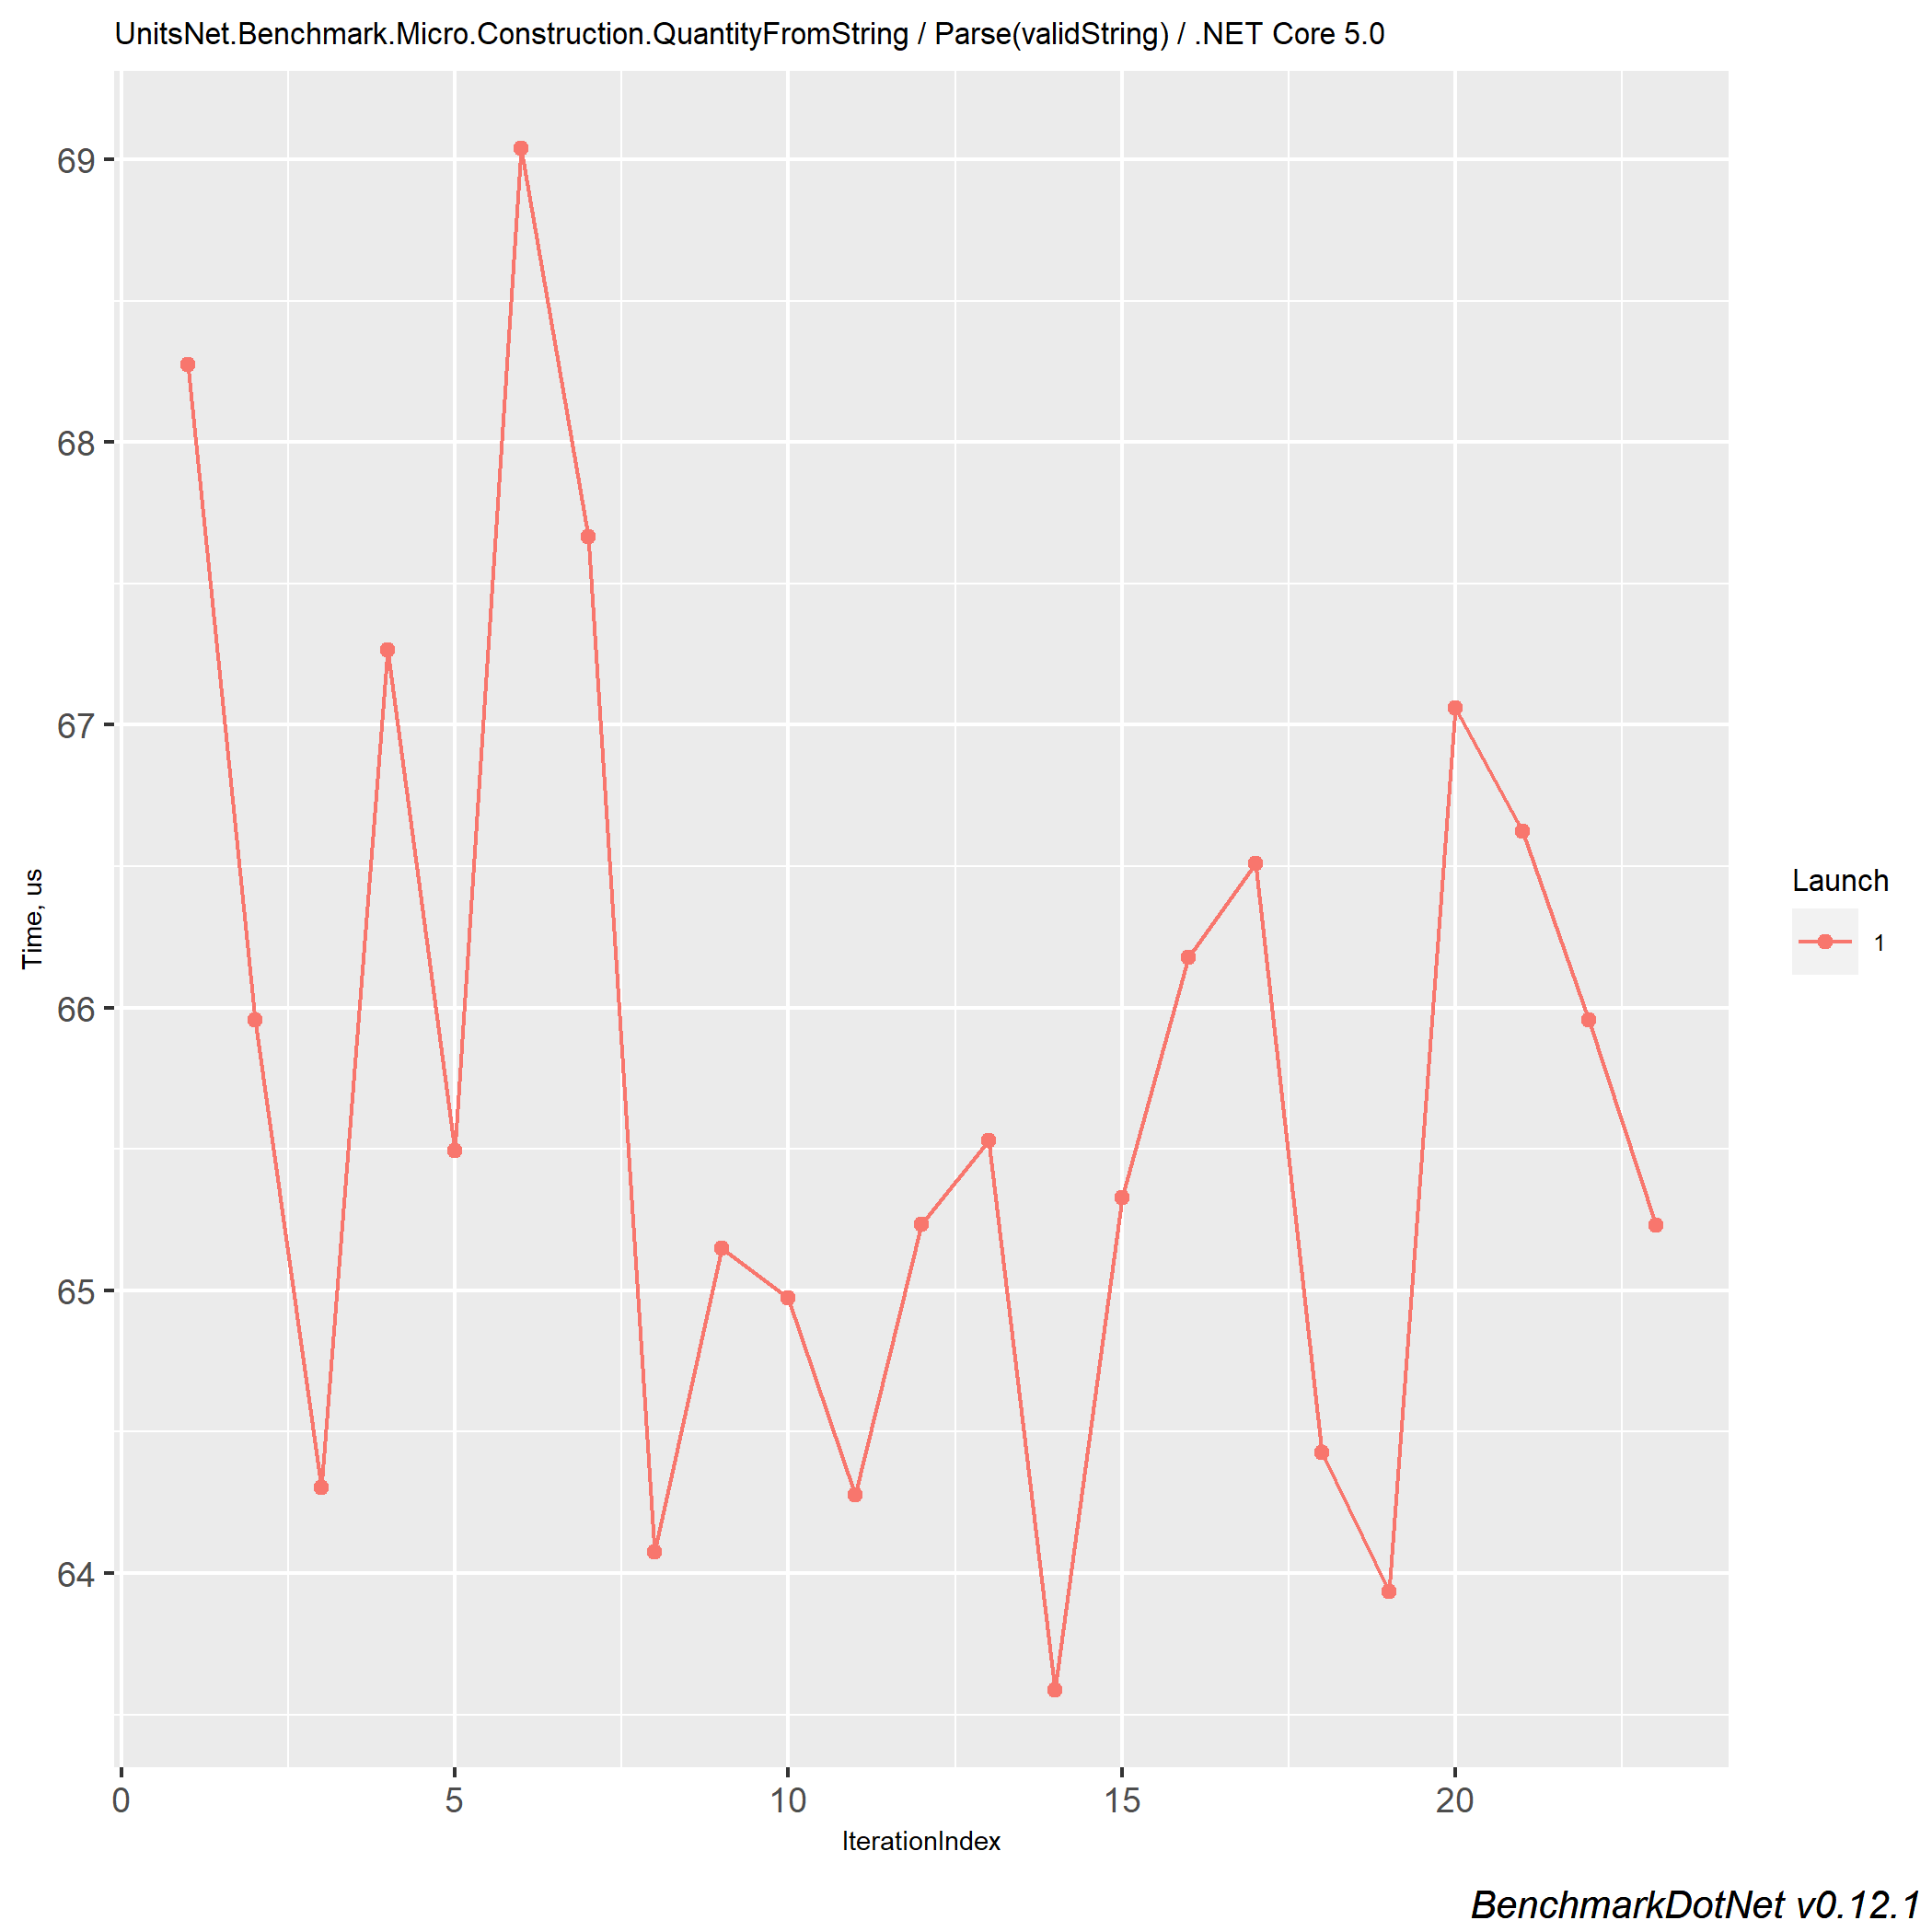 UnitsNet.Benchmark.Micro.Construction.QuantityFromString / Parse(validString) / .NET Core 5.0
69
68
67
66
65
64
Time, us
0 5 10 15 20
IterationIndex
Launch
1
BenchmarkDotNet v0.12.1